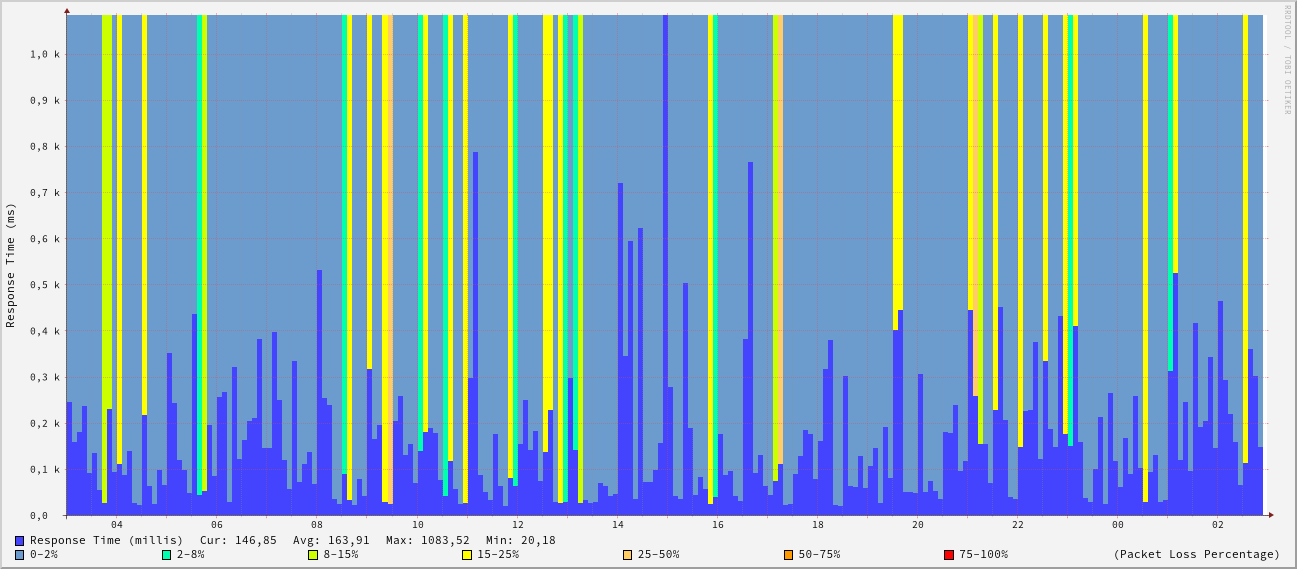 RRDTOOL / TOBI OETIKER
Response Time (ms)
1,0 k
0,9 k
0,8 k
0,7 k
0,6 k
0,5 k
0,4 k
0,3 k
0,2 k
0,1 k
0,0
04 06 08 10 12 14 16 18 20 22 00 02
Response Time (millis) Cur: 146,85 Avg: 163,91 Max: 1083,52 Min: 20,18
0-2% 2-8% 8-15% 15-25% 25-50% 50-75% 75-100% (Packet Loss Percentage)